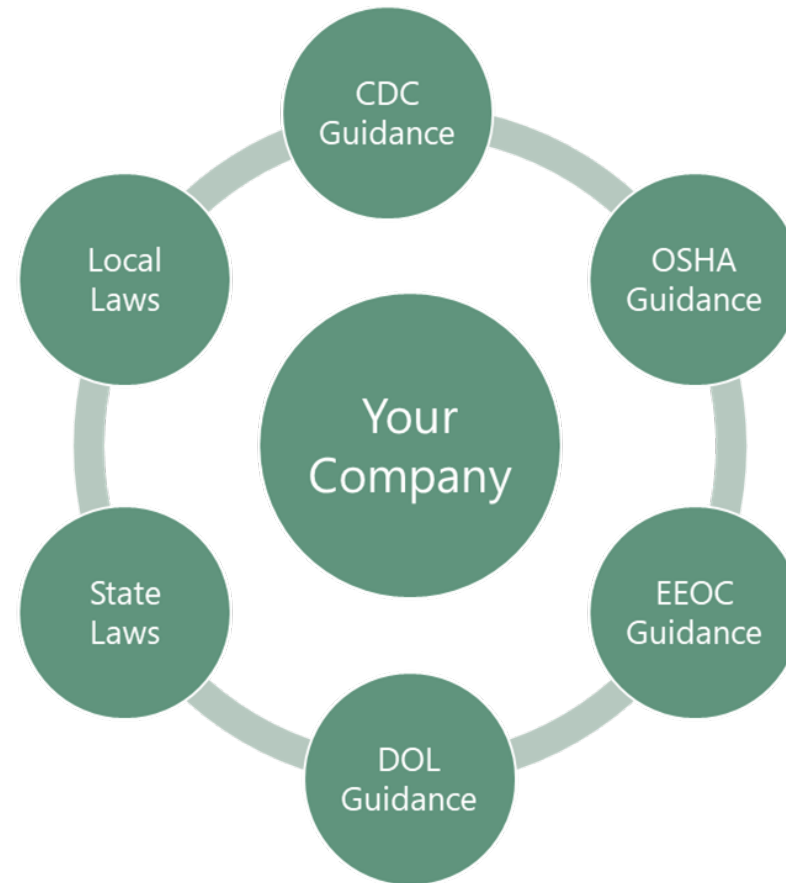 CDC
Guidance
OSHA
Guidance
EEOC
Guidance
DOL
Guidance
State
Laws
Local
Laws
Your
Company